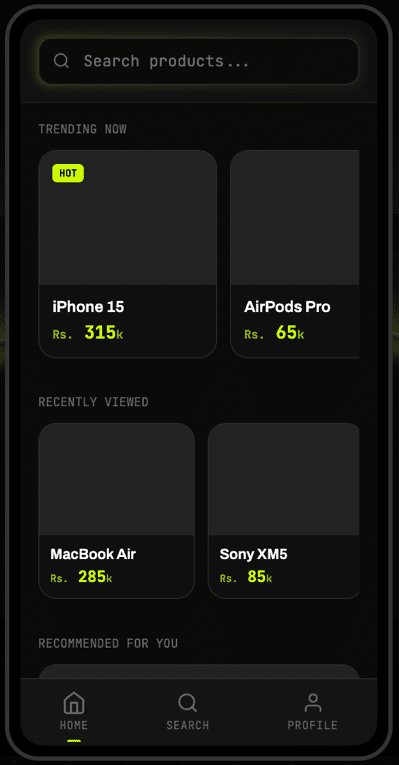 Search products...
TRENDING NOW
HOT
iPhone 15
Rs. 315k
AirPods Pro
Rs. 65k
RECENTLY VIEWED
MacBook Air
Rs. 285k
Sony XM5
Rs. 85k
RECOMMENDED FOR YOU
HOME
SEARCH
PROFILE